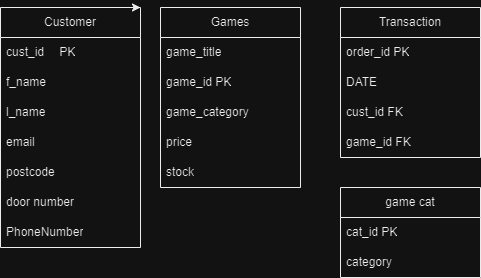 Customer
cust_id PK
f_name
l_name
email
postcode
door number
PhoneNumber
Games
game_title
game_id PK
game_category
price
stock
Transaction
order_id PK
DATE
cust_id FK
game_id FK
game cat
cat_id PK
category